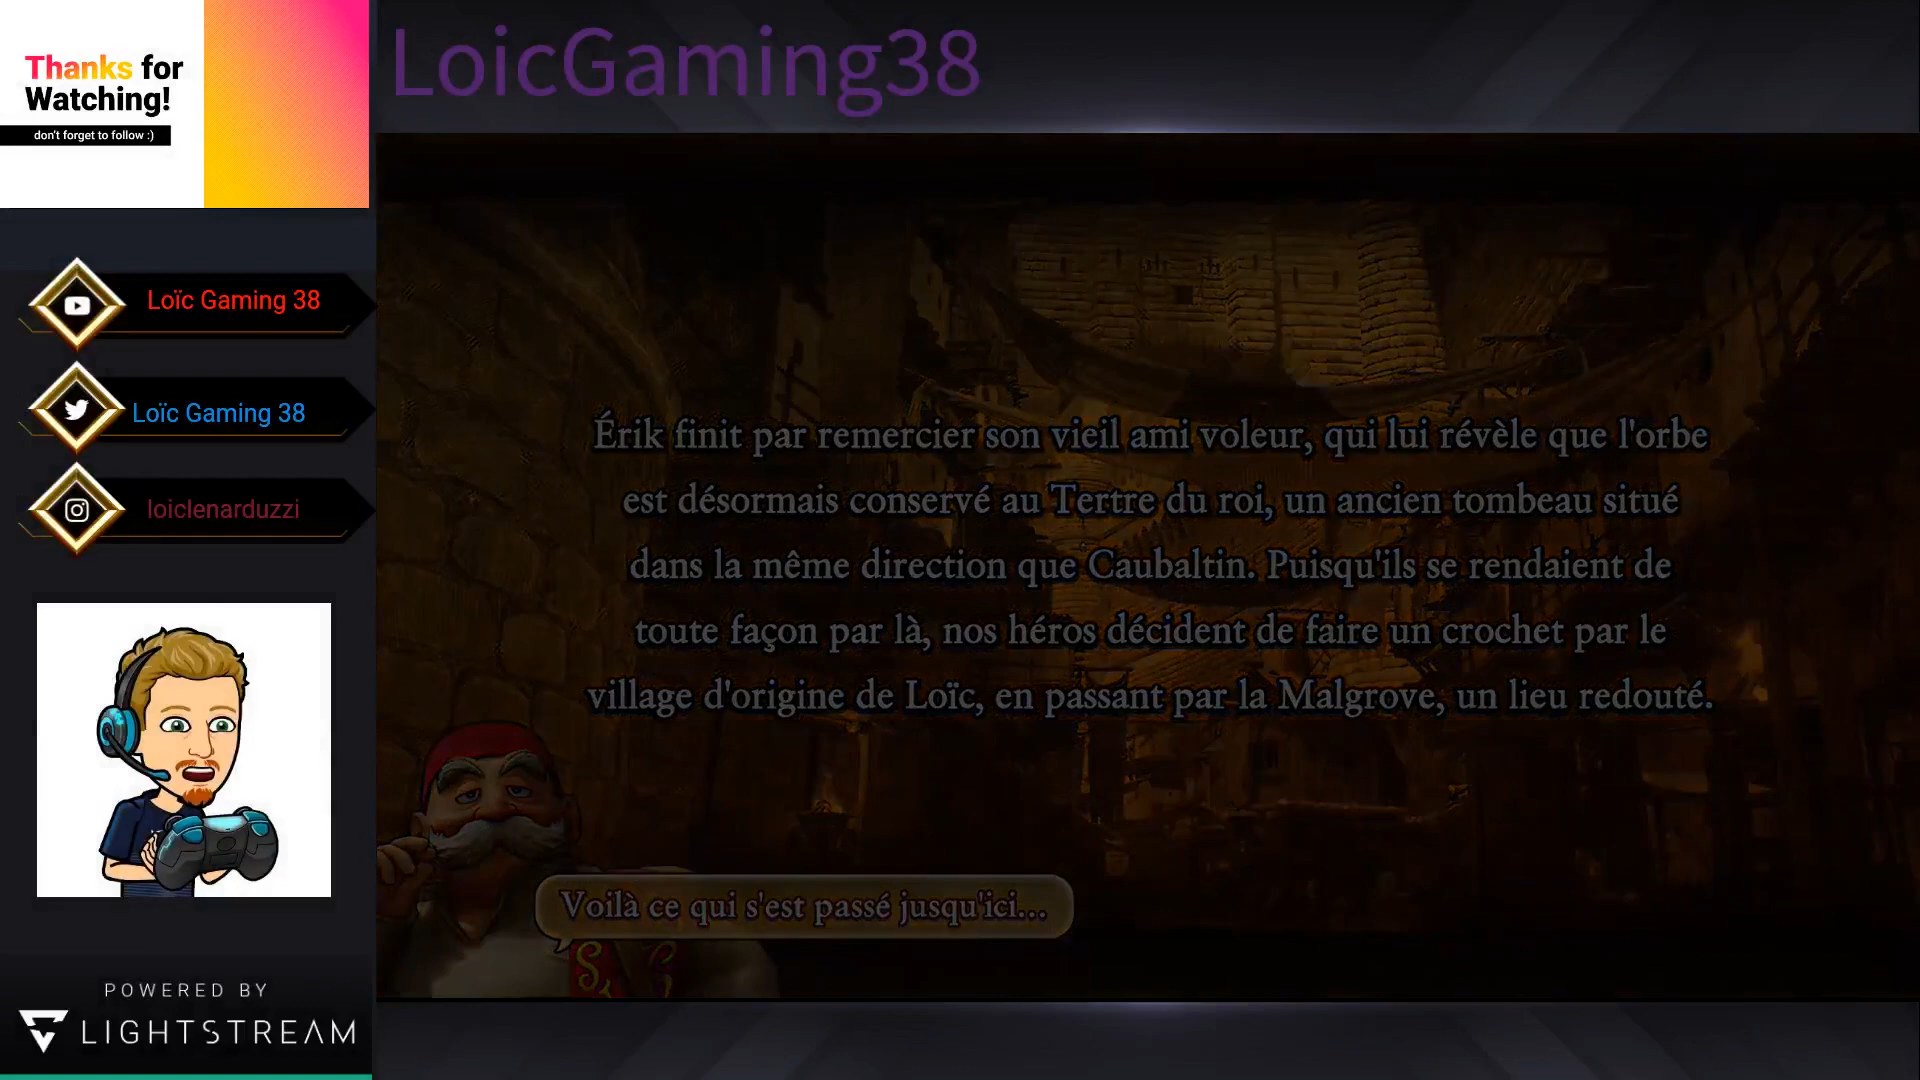 Thanks for
Watching!
don't forget to follow :)
LoicGaming38
Loïc Gaming 38
Loïc Gaming 38
loiclenarduzzi
Érik finit par remercier son vieil ami voleur, qui lui révèle que l'orbe
est désormais conservé au Tertre du roi, un ancien tombeau situé
dans la même direction que Caubaltin. Puisqu'ils se rendaient de
toute façon par là, nos héros décident de faire un crochet par le
village d'origine de Loïc, en passant par la Malgrove, un lieu redouté.
Voilà ce qui s'est passé jusqu'ici...
POWERED BY
LIGHTSTREAM